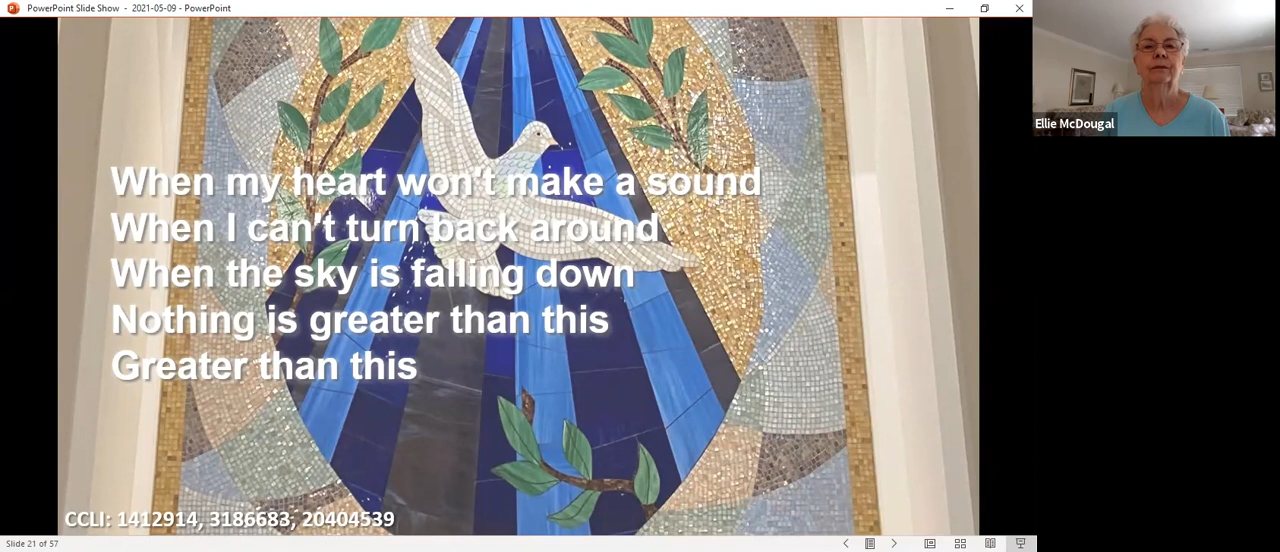 PowerPoint Slide Show - 2021-05-09 - PowerPoint
Ellie McDougal
When my heart won't make a sound
When I can't turn back around
When the sky is falling down
Nothing is greater than this
Greater than this
CCLI: 1412914, 3186683, 20404539
Slide 21 of 57